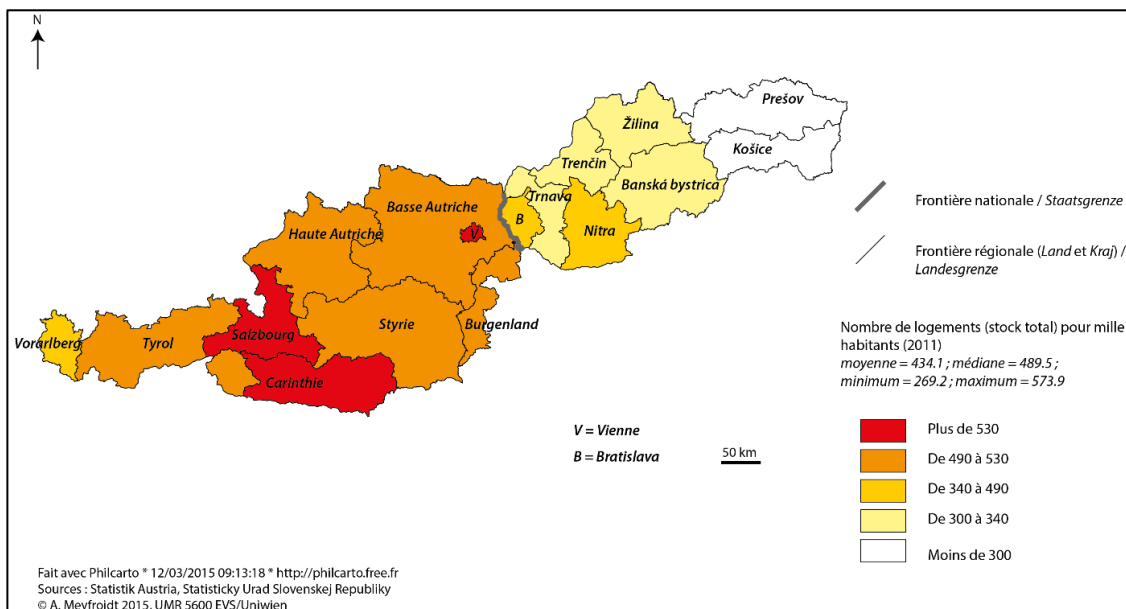 N
Prešov
Žilina
Košice
Trenčin
Banská bystrica
Trnava
Basse Autriche
B
Nitra
V
Haute Autriche
Styrie
Burgenland
Vorarlberg
Tyrol
Salzbourg
Carinthie
Frontière nationale / Staatsgrenze
Frontière régionale (Land et Kraj) /
Landesgrenze
Nombre de logements (stock total) pour mille
habitants (2011)
moyenne = 434.1 ; médiane = 489.5 ;
minimum = 269.2 ; maximum = 573.9
Plus de 530
De 490 à 530
De 340 à 490
De 300 à 340
Moins de 300
V = Vienne
B = Bratislava
50 km
Fait avec Philcarto * 12/03/2015 09:13:18 * http://philcarto.free.fr
Sources : Statistik Austria, Statisticky Urad Slovenskej Republiky
© A. Meyfroidt 2015, UMR 5600 EVS/Uniwien